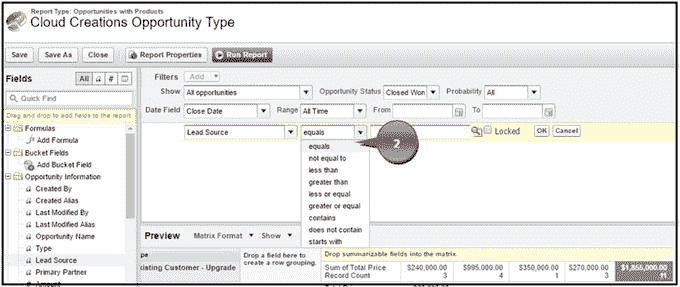 Report Type: Opportunities with Products
Cloud Creations Opportunity Type
Save Save As Close Report Properties Run Report
Fields All a # Filters Add
Quick Find Show All opportunities Opportunity Status Closed Won Probability All
Drag and drop to add fields to the report Date Field Close Date Range All Time From To
Formulas Lead Source equals Locked OK Cancel
Add Formula equals 2
Bucket Fields not equal to
Add Bucket Field less than
Opportunity Information greater than
a Created By less or equal
a Created Alias greater or equal
a Last Modified By contains
a Last Modified Alias does not contain
a Opportunity Name starts with
a Type Preview Matrix Format Show
a Lead Source Drop a field here to create a row grouping. Drop summarizable fields into the matrix.
a Primary Partner xisting Customer - Upgrade Sum of Total Price $240,000.00 $995,000.00 $350,000.00 $270,000.00 $1,855,000.00
Amount Record Count 3 4 1 3 11